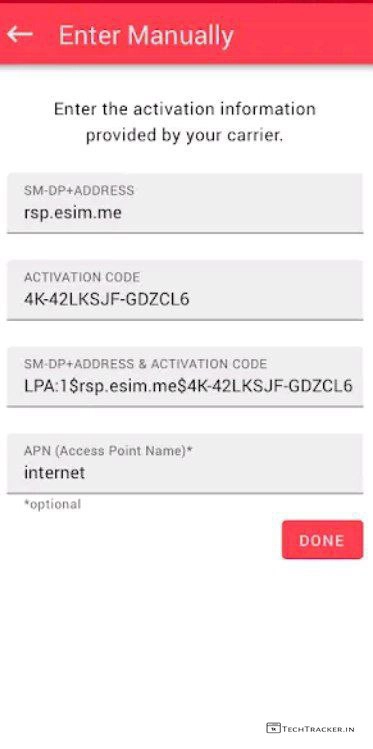 Enter Manually
Enter the activation information
provided by your carrier.
SM-DP+ADDRESS
rsp.esim.me
ACTIVATION CODE
4K-42LKSJF-GDZCL6
SM-DP+ADDRESS & ACTIVATION CODE
LPA:1$rsp.esim.me$4K-42LKSJF-GDZCL6
APN (Access Point Name)*
internet
*optional
DONE
TECHTRACKER.IN